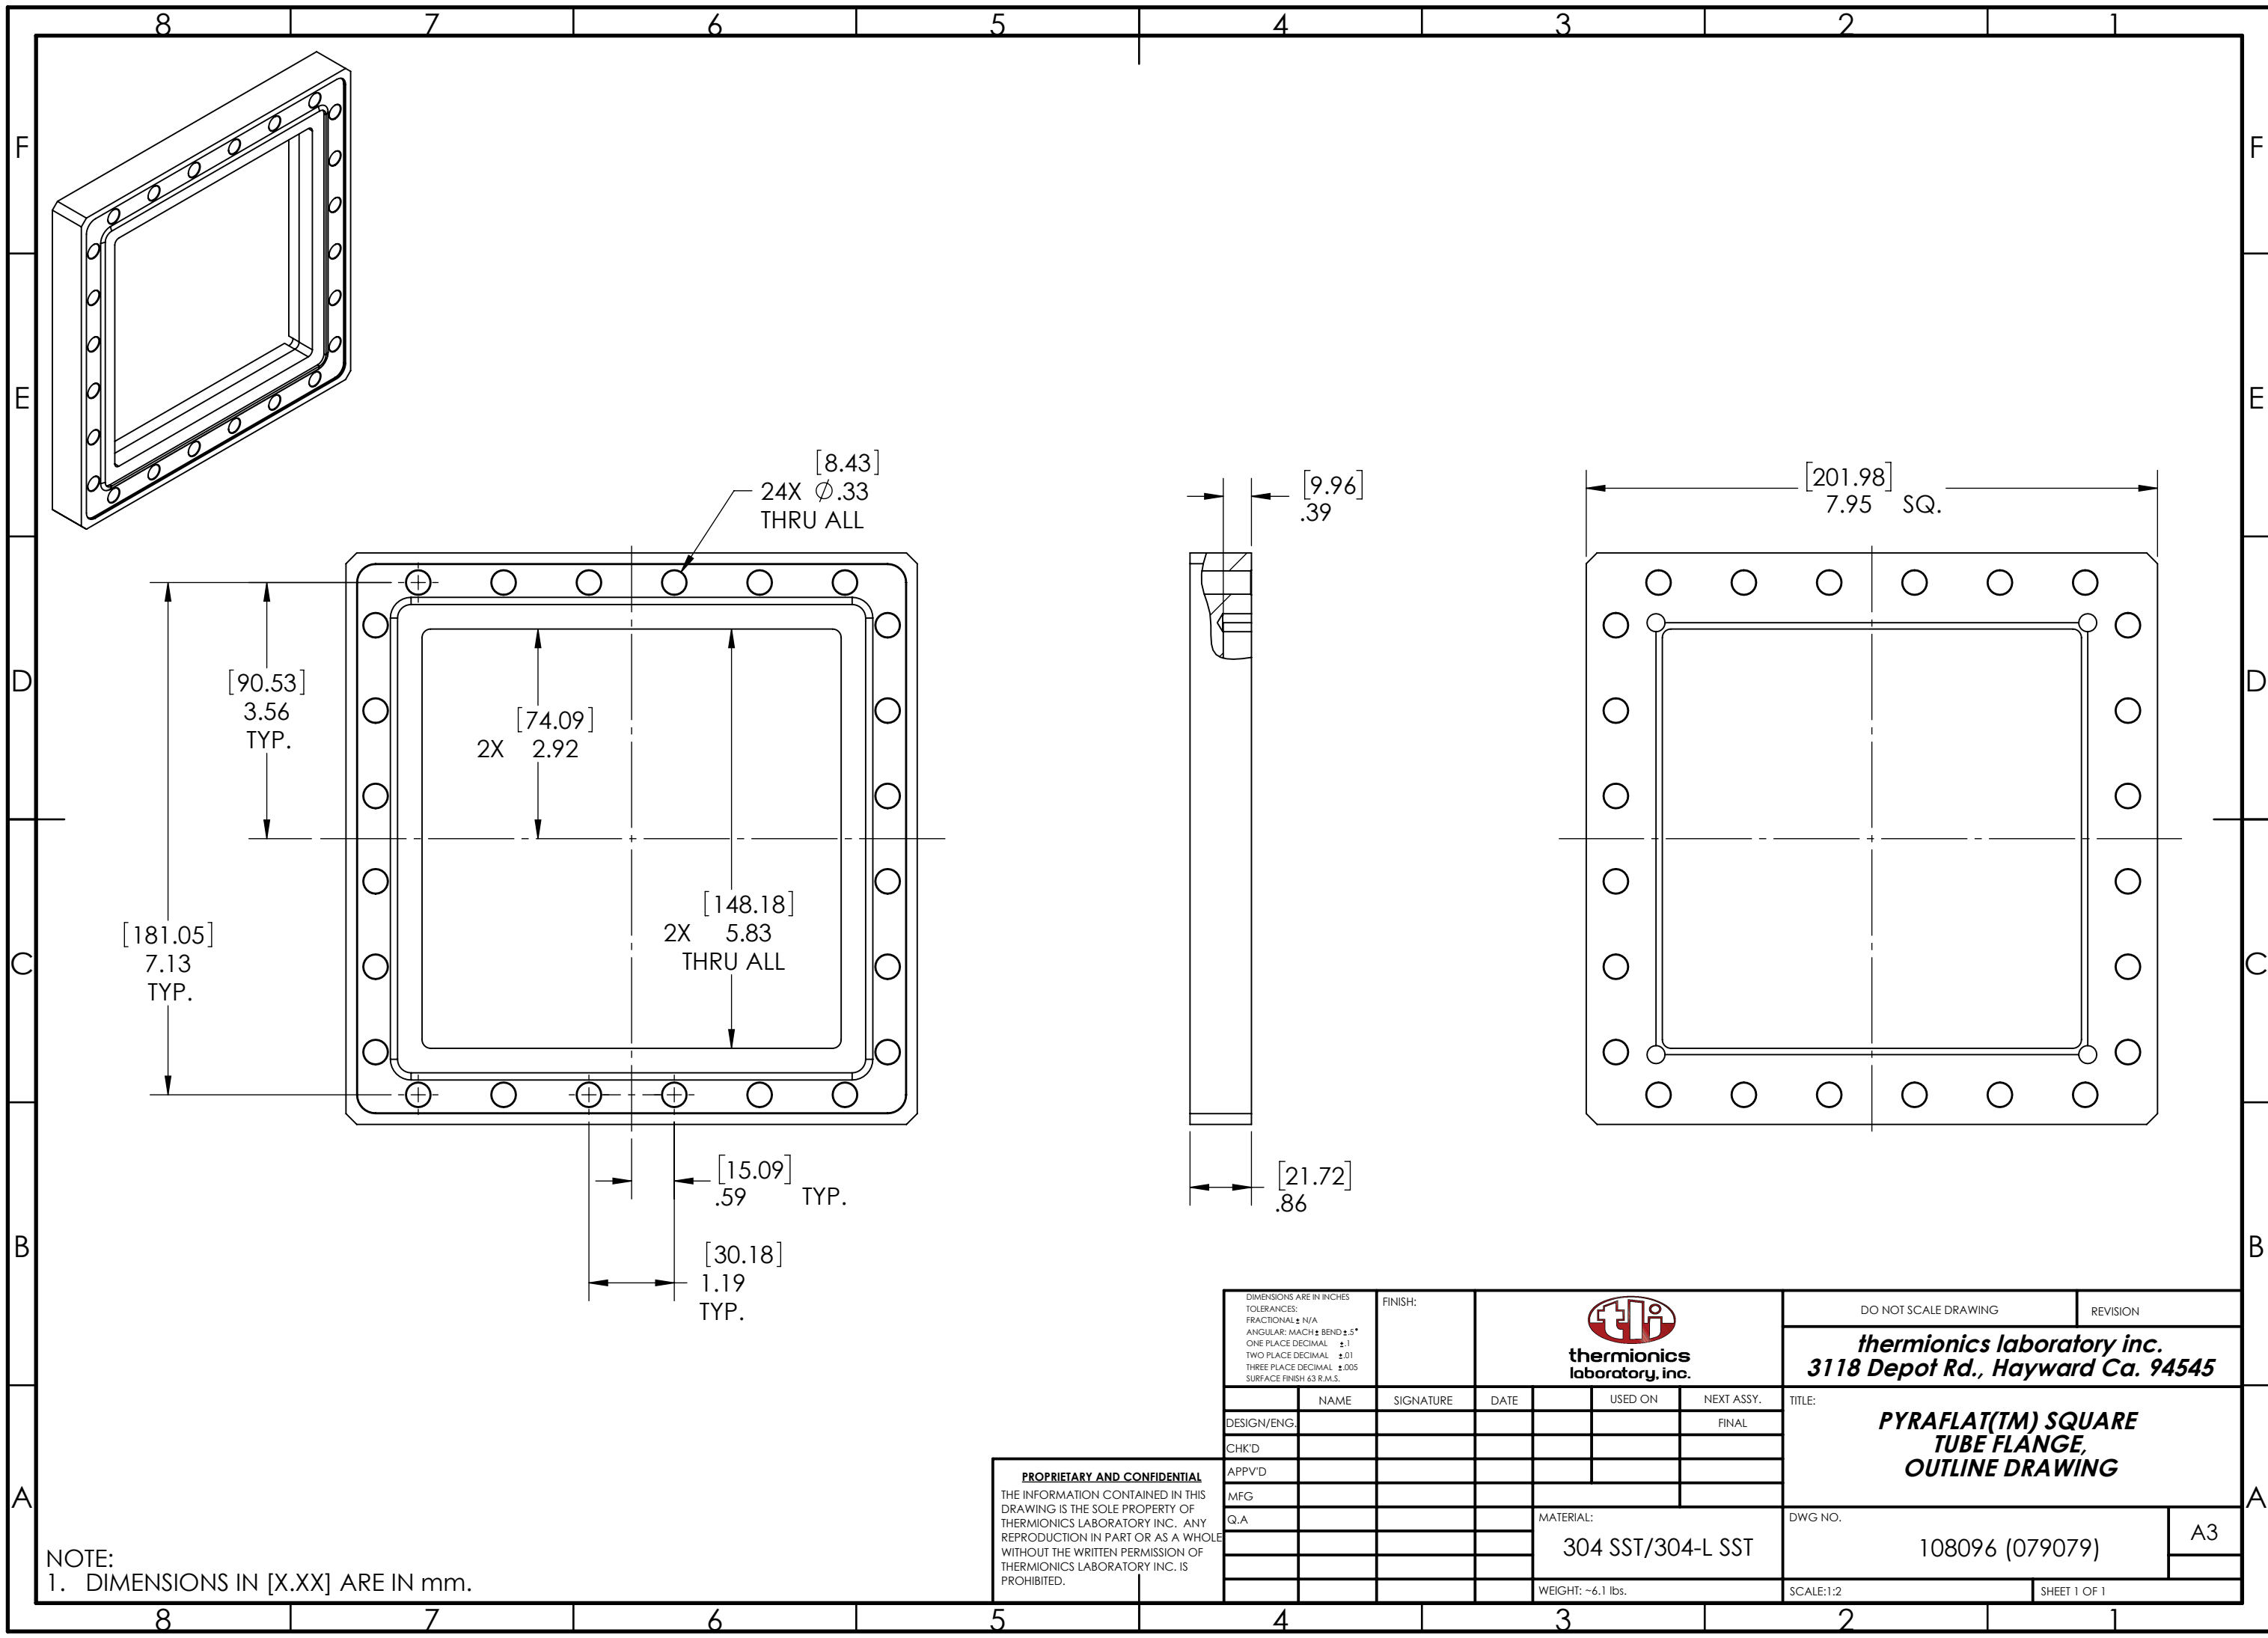 8 7 6 5 4 3 2 1
F F
E E
D D
C C
B B
A A
[8.43]
24X Ø.33
THRU ALL
[90.53]
3.56
TYP.
[74.09]
2X 2.92
[181.05]
7.13
TYP.
[148.18]
2X 5.83
THRU ALL
[15.09]
.59 TYP.
[30.18]
1.19
TYP.
[9.96]
.39
[21.72]
.86
[201.98]
7.95 SQ.
DIMENSIONS ARE IN INCHES
TOLERANCES:
FRACTIONAL± N/A
ANGULAR: MACH± BEND±.5°
ONE PLACE DECIMAL ±.1
TWO PLACE DECIMAL ±.01
THREE PLACE DECIMAL ±.005
SURFACE FINISH 63 R.M.S.
FINISH:
tli
thermionics
laboratory, inc.
DO NOT SCALE DRAWING
REVISION
thermionics laboratory inc.
3118 Depot Rd., Hayward Ca. 94545
NAME SIGNATURE DATE USED ON NEXT ASSY.
DESIGN/ENG. FINAL
CHK'D
APPV'D
MFG
Q.A
TITLE:
PYRAFLAT(TM) SQUARE
TUBE FLANGE,
OUTLINE DRAWING
MATERIAL:
304 SST/304-L SST
WEIGHT: ~6.1 lbs.
DWG NO.
108096 (079079)
A3
SCALE:1:2
SHEET 1 OF 1
PROPRIETARY AND CONFIDENTIAL
THE INFORMATION CONTAINED IN THIS
DRAWING IS THE SOLE PROPERTY OF
THERMIONICS LABORATORY INC. ANY
REPRODUCTION IN PART OR AS A WHOLE
WITHOUT THE WRITTEN PERMISSION OF
THERMIONICS LABORATORY INC. IS
PROHIBITED.
NOTE:
1. DIMENSIONS IN [X.XX] ARE IN mm.
8 7 6 5 4 3 2 1